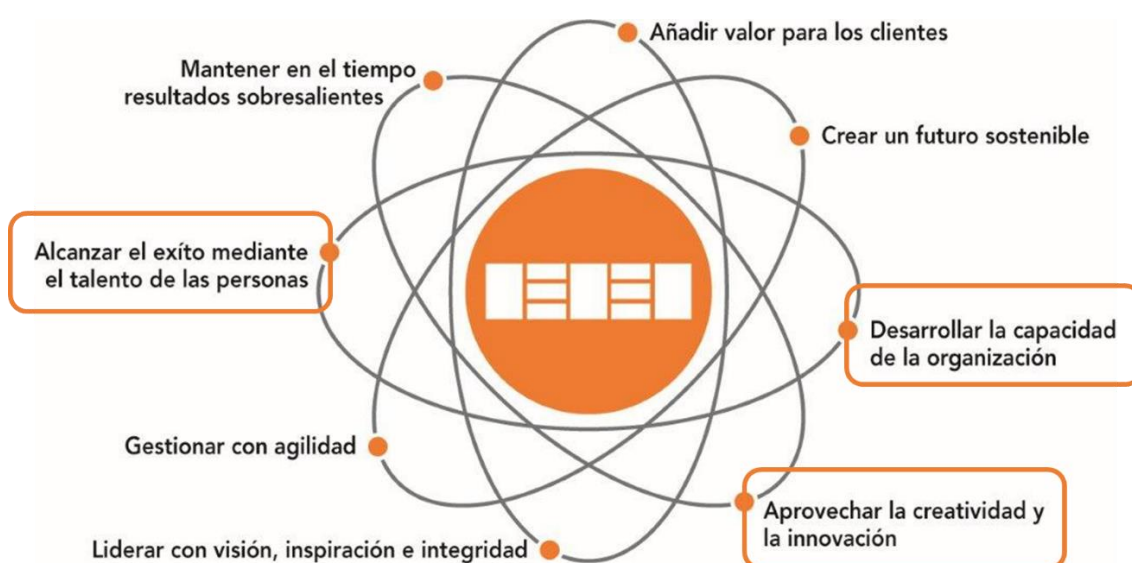 Añadir valor para los clientes
Mantener en el tiempo
resultados sobresalientes
Crear un futuro sostenible
Alcanzar el exíto mediante
el talento de las personas
Desarrollar la capacidad
de la organización
Gestionar con agilidad
Aprovechar la creatividad y
la innovación
Liderar con visión, inspiración e integridad